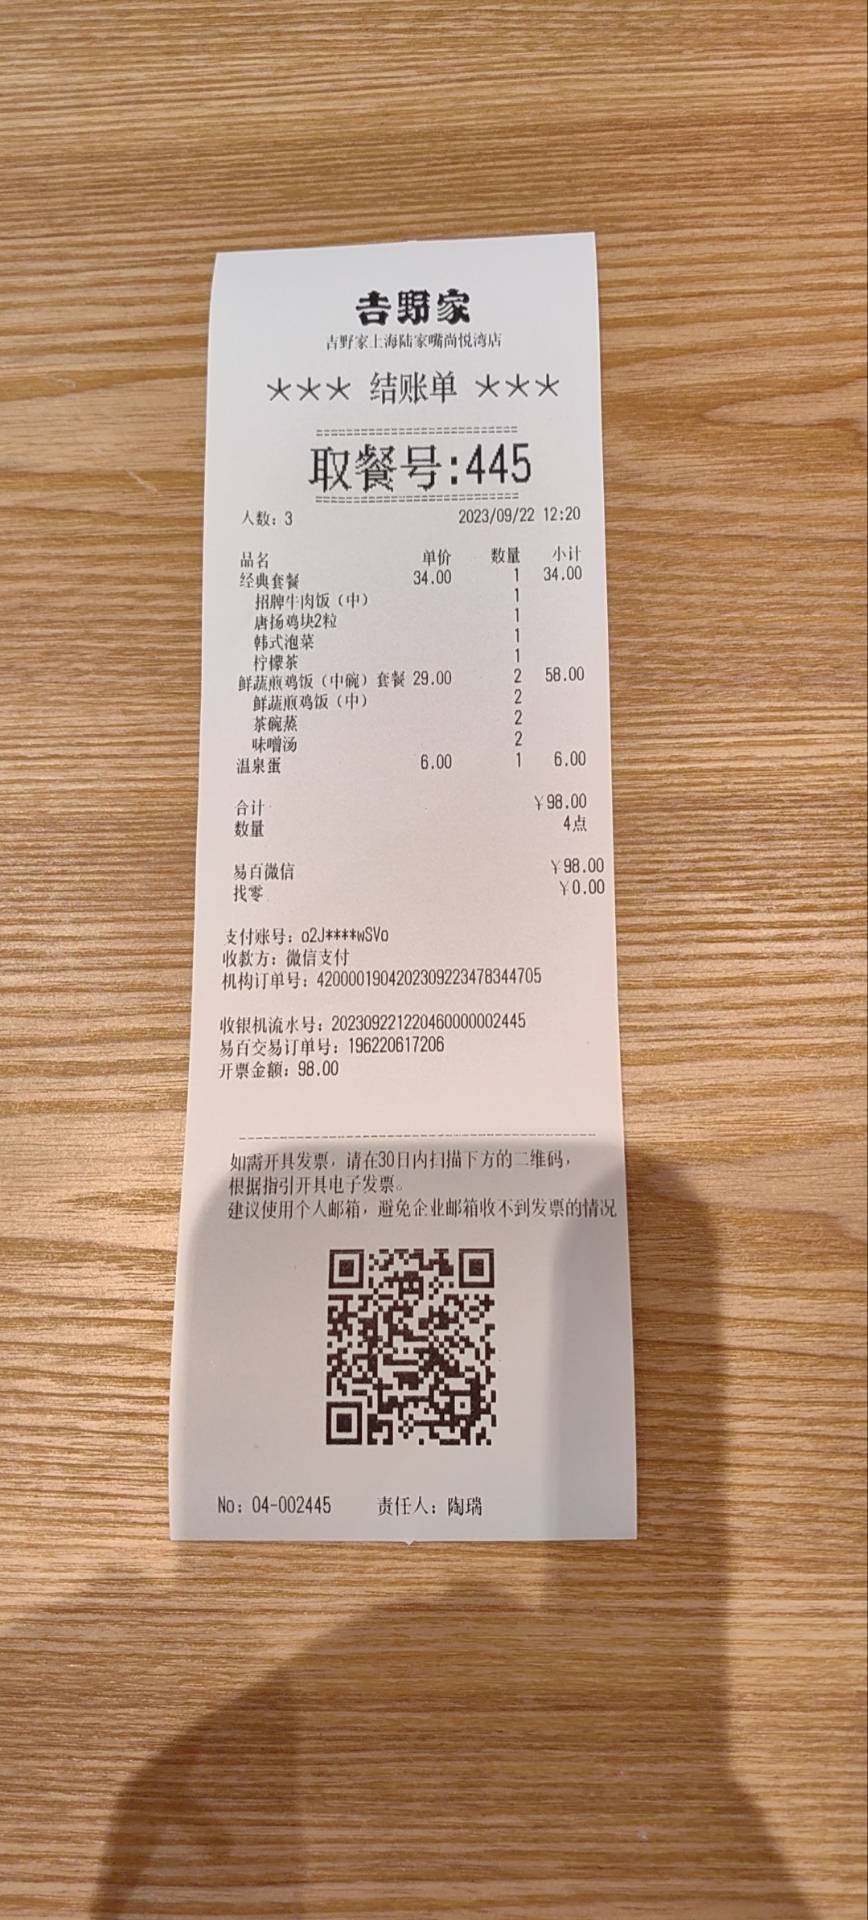 吉野家
吉野家上海陆家嘴尚悦湾店
*** 结账单 ***
===========================
取餐号:445
===========================
人数: 3 2023/09/22 12:20
品名 单价 数量 小计
经典套餐 34.00 1 34.00
招牌牛肉饭（中） 1
唐扬鸡块2粒 1
韩式泡菜 1
柠檬茶 1
鲜蔬煎鸡饭（中碗）套餐 29.00 2 58.00
鲜蔬煎鸡饭（中） 2
茶碗蒸 2
味噌汤 2
温泉蛋 6.00 1 6.00
合计 ¥98.00
数量 4点
易百微信 ¥98.00
找零 ¥0.00
支付账号: o2J****wSVo
收款方: 微信支付
机构订单号: 4200001904202309223478344705
收银机流水号: 202309221220460000002445
易百交易订单号: 196220617206
开票金额: 98.00
如需开具发票，请在30日内扫描下方的二维码，
根据指引开具电子发票。
建议使用个人邮箱，避免企业邮箱收不到发票的情况
No: 04-002445 责任人: 陶瑞